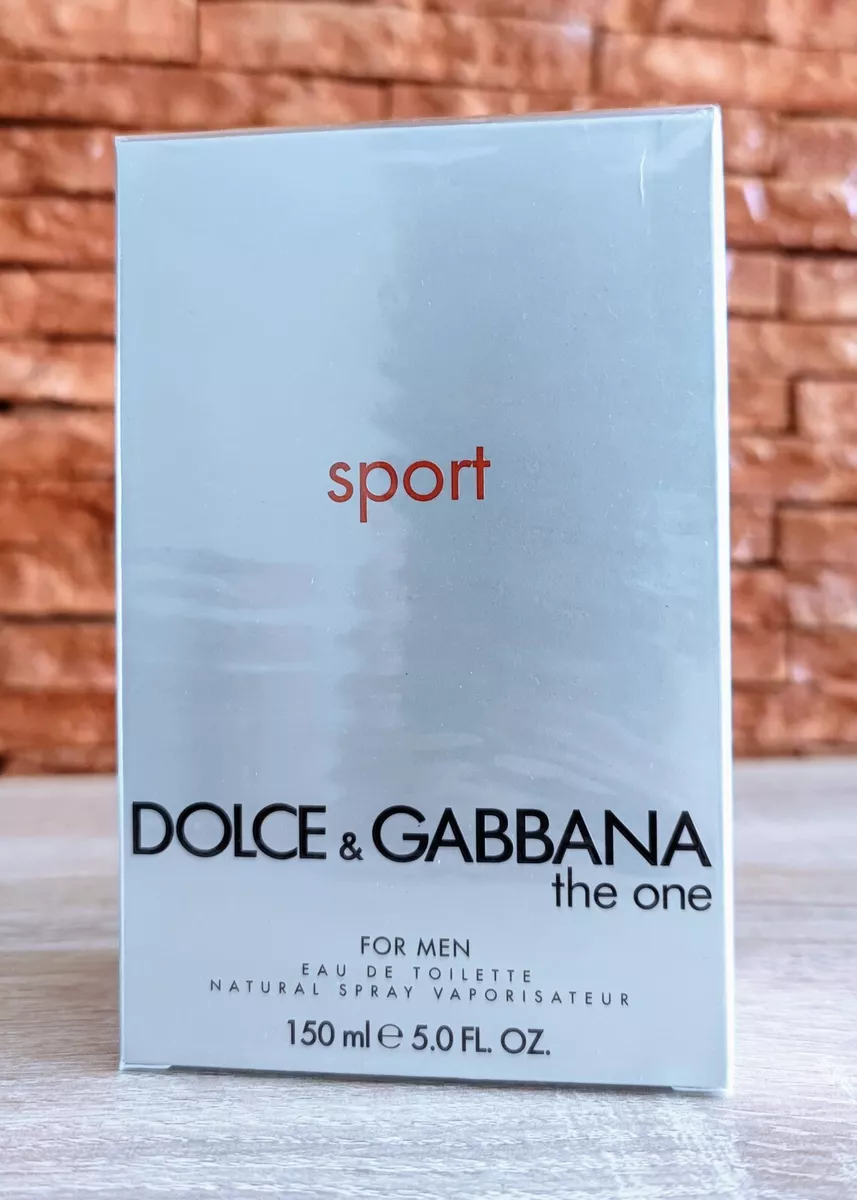 sport
DOLCE & GABBANA
the one
FOR MEN
EAU DE TOILETTE
NATURAL SPRAY VAPORISATEUR
150 ml ℮ 5.0 FL. OZ.